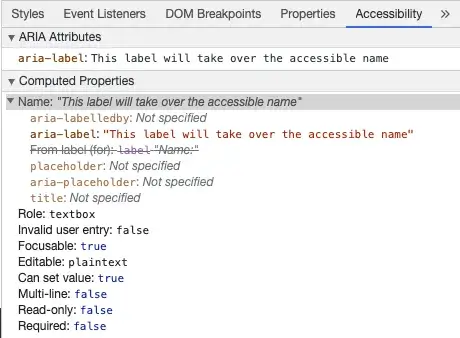 Styles Event Listeners DOM Breakpoints Properties Accessibility »
▼ ARIA Attributes
aria-label: This label will take over the accessible name
▼ Computed Properties
▼ Name: "This label will take over the accessible name"
aria-labelledby: Not specified
aria-label: "This label will take over the accessible name"
From label (for): label "Name:"
placeholder: Not specified
aria-placeholder: Not specified
title: Not specified
Role: textbox
Invalid user entry: false
Focusable: true
Editable: plaintext
Can set value: true
Multi-line: false
Read-only: false
Required: false